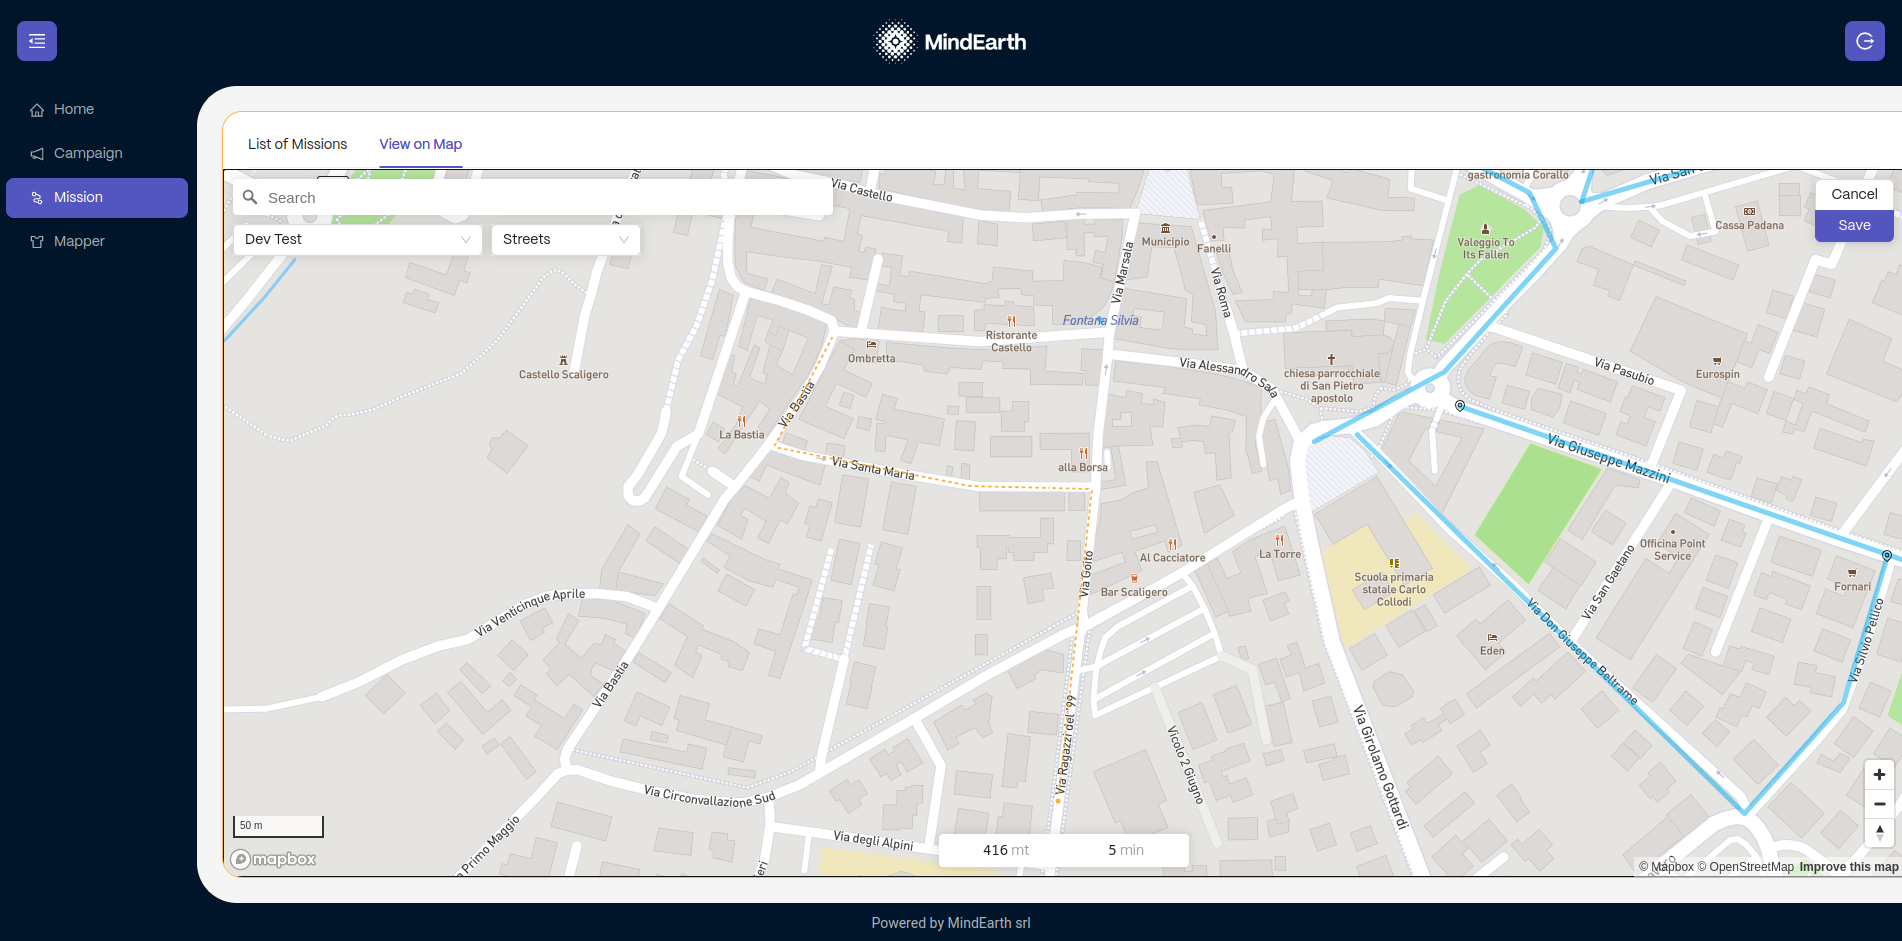 MindEarth
Home
Campaign
Mission
Mapper
List of Missions
View on Map
Search
Dev Test
Streets
Cancel
Save
Via Castello
gastronomia Corallo
Via San
Cassa Padana
Municipio
Fanelli
Valeggio To
Its Fallen
Via Marsala
Via Roma
Fontana Silvia
Ristorante
Castello
Ombretta
Castello Scaligero
Via Alessandro Sala
chiesa parrocchiale
di San Pietro
apostolo
Via Pasubio
Eurospin
Via Bastia
La Bastia
Via Santa Maria
alla Borsa
Via Giuseppe Mazzini
Officina Point
Service
Al Cacciatore
La Torre
Via Goito
Bar Scaligero
Scuola primaria
statale Carlo
Collodi
Via San Gaetano
Fornari
Via Venticinque Aprile
Via Don Giuseppe Beltrame
Eden
Via Silvio Pellico
Via Bastia
Via Ragazzi del '99
Vicolo 2 Giugno
Via Girolamo Gottardi
Via Circonvallazione Sud
Via degli Alpini
Primo Maggio
eri
50 m
mapbox
416 mt
5 min
© Mapbox © OpenStreetMap Improve this map
Powered by MindEarth srl